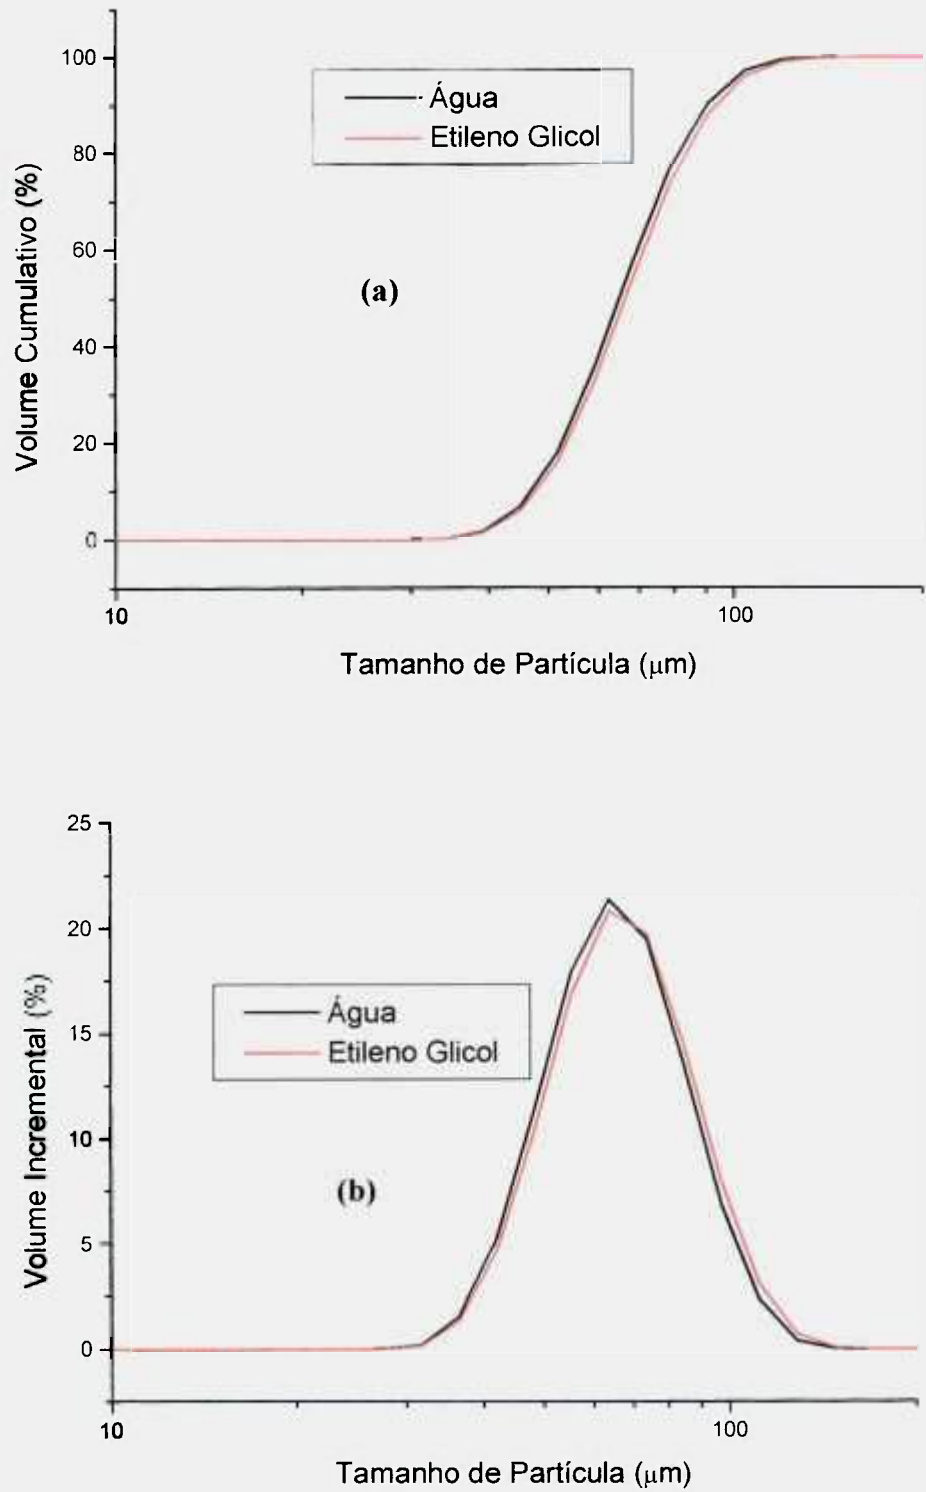 100
80
60
40
20
0
Volume Cumulativo (%)
Água
Etileno Glicol
(a)
10
100
Tamanho de Partícula (μm)
25
20
15
10
5
0
Volume Incremental (%)
Água
Etileno Glicol
(b)
10
100
Tamanho de Partícula (μm)